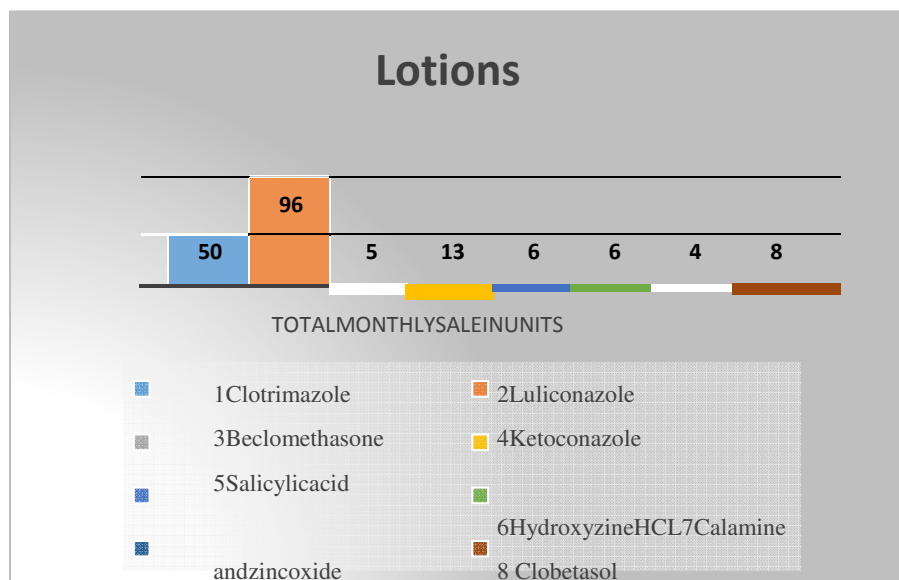 Lotions
96
50 5 13 6 6 4 8
TOTALMONTHLYSALEINUNITS
1Clotrimazole 2Luliconazole
3Beclomethasone 4Ketoconazole
5Salicylicacid
6HydroxyzineHCL7Calamine
andzincoxide 8 Clobetasol